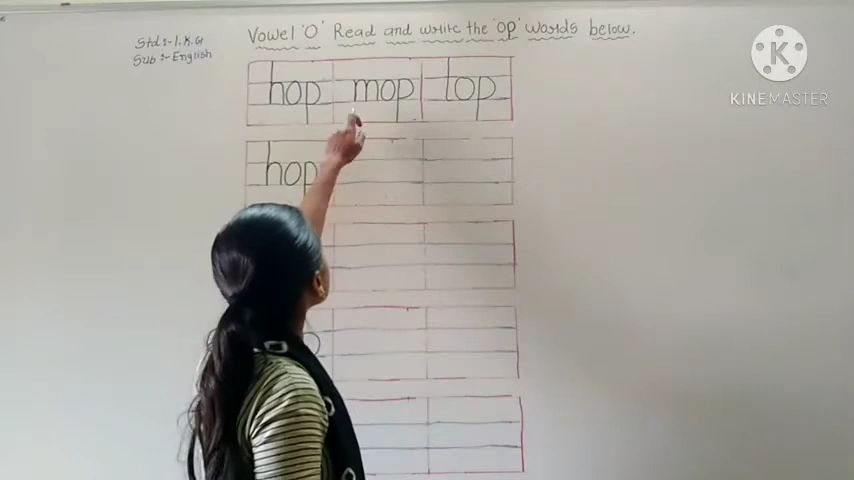 Std:- J.K.G
Sub:- English
Vowel 'O' Read and write the 'op' words below.
hop mop top
hop
K
KINEMASTER